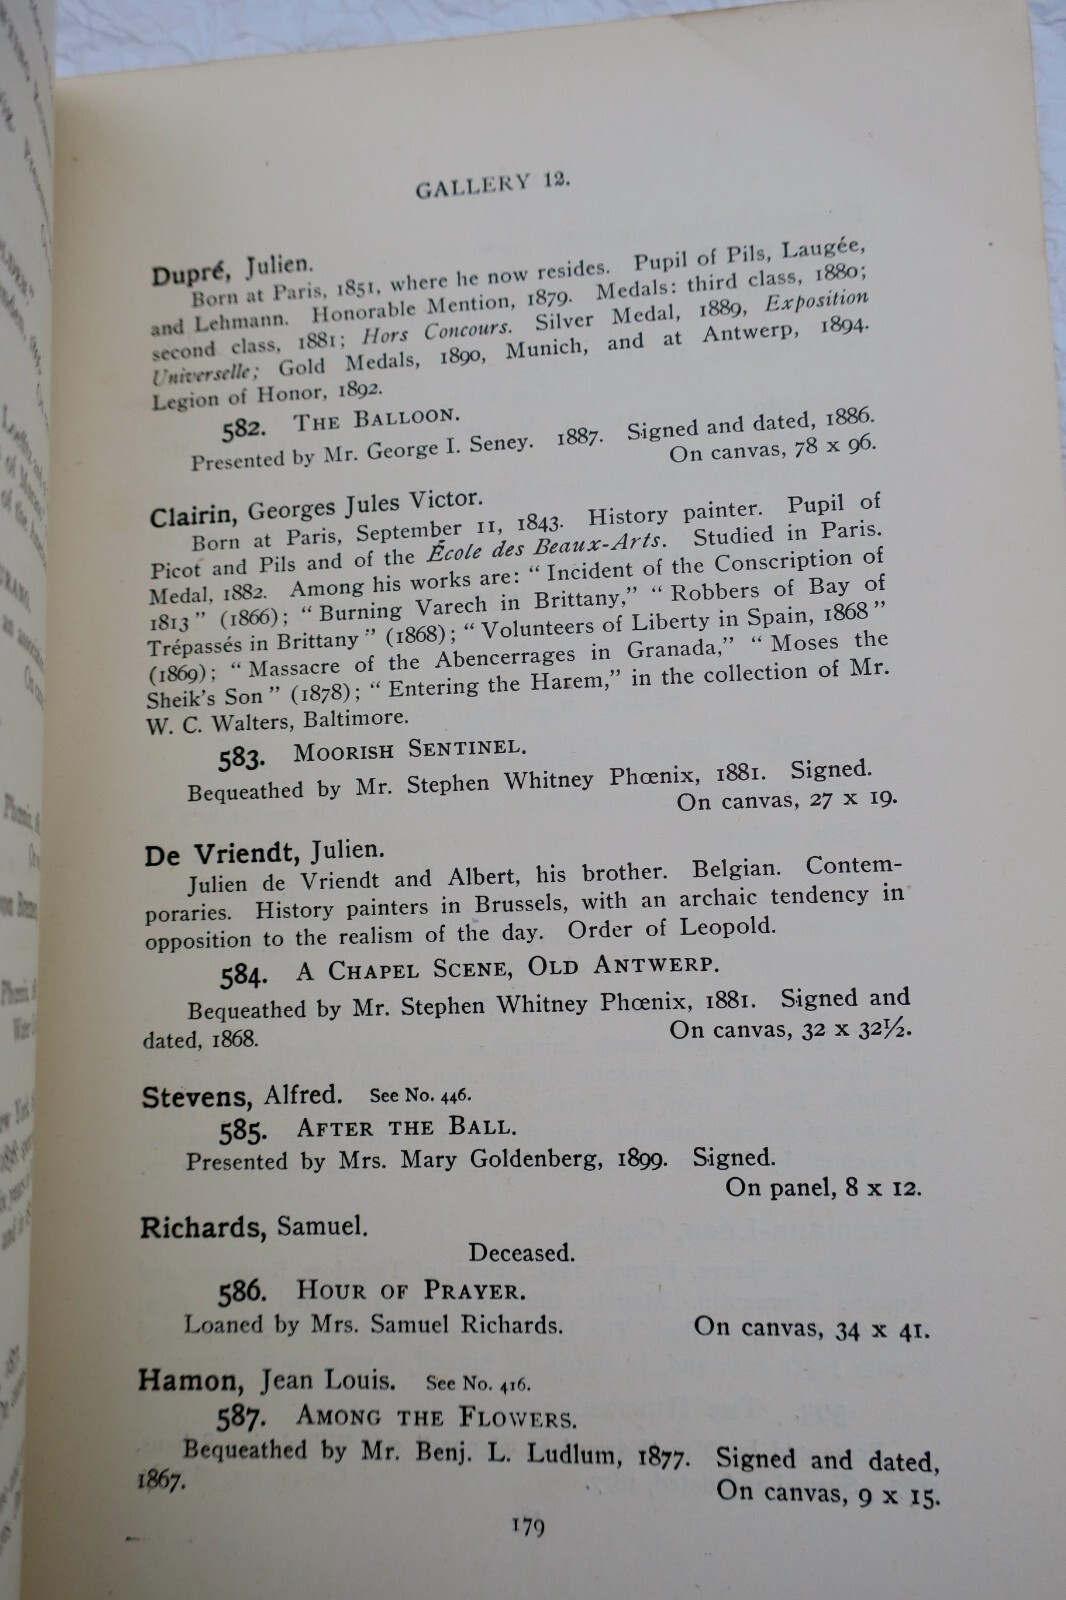 GALLERY 12.
Dupré, Julien.
Born at Paris, 1851, where he now resides. Pupil of Pils, Laugée,
and Lehmann. Honorable Mention, 1879. Medals: third class, 1880;
second class, 1881; Hors Concours. Silver Medal, 1889, Exposition
Universelle; Gold Medals, 1890, Munich, and at Antwerp, 1894.
Legion of Honor, 1892.
582. THE BALLOON.
Presented by Mr. George I. Seney. 1887. Signed and dated, 1886.
On canvas, 78 x 96.
Clairin, Georges Jules Victor.
Born at Paris, September 11, 1843. History painter. Pupil of
Picot and Pils and of the École des Beaux-Arts. Studied in Paris.
Medal, 1882. Among his works are: "Incident of the Conscription of
1813" (1866); "Burning Varech in Brittany," "Robbers of Bay of
Trépassés in Brittany" (1868); "Volunteers of Liberty in Spain, 1868"
(1869); "Massacre of the Abencerrages in Granada," "Moses the
Sheik's Son" (1878); "Entering the Harem," in the collection of Mr.
W. C. Walters, Baltimore.
583. MOORISH SENTINEL.
Bequeathed by Mr. Stephen Whitney Phœnix, 1881. Signed.
On canvas, 27 x 19.
De Vriendt, Julien.
Julien de Vriendt and Albert, his brother. Belgian. Contem-
poraries. History painters in Brussels, with an archaic tendency in
opposition to the realism of the day. Order of Leopold.
584. A CHAPEL SCENE, OLD ANTWERP.
Bequeathed by Mr. Stephen Whitney Phœnix, 1881. Signed and
dated, 1868. On canvas, 32 x 32½.
Stevens, Alfred. See No. 446.
585. AFTER THE BALL.
Presented by Mrs. Mary Goldenberg, 1899. Signed.
On panel, 8 x 12.
Richards, Samuel.
Deceased.
586. HOUR OF PRAYER.
Loaned by Mrs. Samuel Richards. On canvas, 34 x 41.
Hamon, Jean Louis. See No. 416.
587. AMONG THE FLOWERS.
Bequeathed by Mr. Benj. L. Ludlum, 1877. Signed and dated,
1867. On canvas, 9 x 15.
179